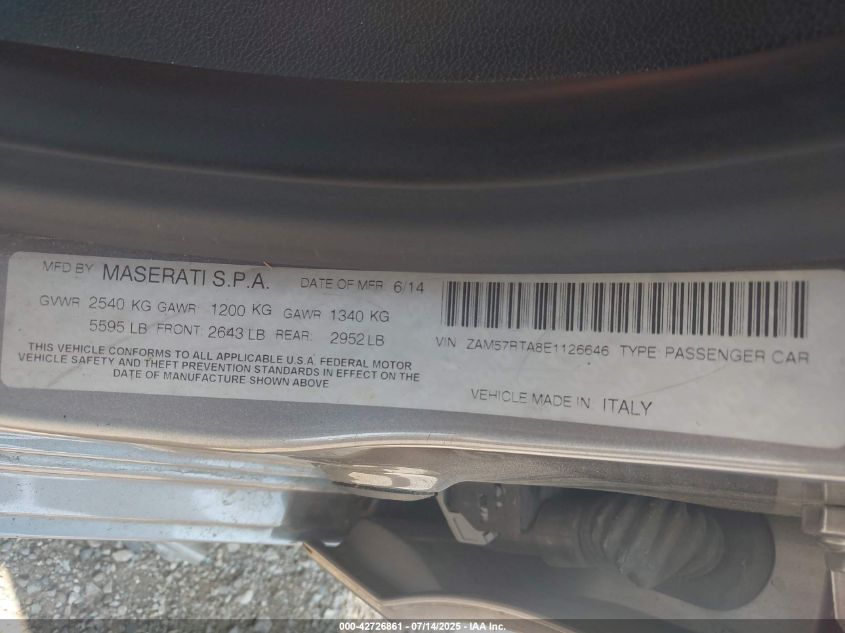 MFD BY MASERATI S.P.A. DATE OF MFR 6/14
GVWR 2540 KG GAWR 1200 KG GAWR 1340 KG
5595 LB FRONT 2643 LB REAR 2952 LB
THIS VEHICLE CONFORMS TO ALL APPLICABLE U.S.A. FEDERAL MOTOR
VEHICLE SAFETY AND THEFT PREVENTION STANDARDS IN EFFECT ON THE
DATE OF MANUFACTURE SHOWN ABOVE
VIN ZAM57RTA8E1126646 TYPE PASSENGER CAR
VEHICLE MADE IN ITALY
000-42726861 - 07/14/2025 - IAA Inc.